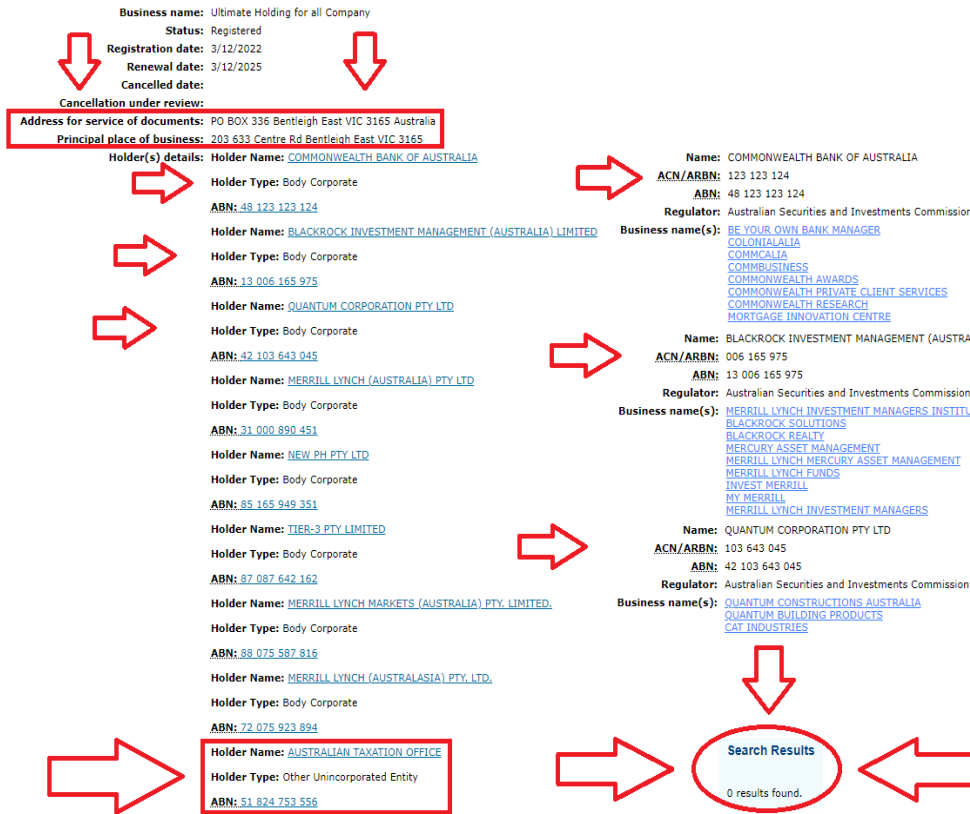 Business name: Ultimate Holding for all Company
Status: Registered
Registration date: 3/12/2022
Renewal date: 3/12/2025
Cancelled date:
Cancellation under review:
Address for service of documents: PO BOX 336 Bentleigh East VIC 3165 Australia
Principal place of business: 203 633 Centre Rd Bentleigh East VIC 3165
Holder(s) details: Holder Name: COMMONWEALTH BANK OF AUSTRALIA
Holder Type: Body Corporate
ABN: 48 123 123 124
Holder Name: BLACKROCK INVESTMENT MANAGEMENT (AUSTRALIA) LIMITED
Holder Type: Body Corporate
ABN: 13 006 165 975
Holder Name: QUANTUM CORPORATION PTY LTD
Holder Type: Body Corporate
ABN: 42 103 643 045
Holder Name: MERRILL LYNCH (AUSTRALIA) PTY LTD
Holder Type: Body Corporate
ABN: 31 000 890 451
Holder Name: NEW PH PTY LTD
Holder Type: Body Corporate
ABN: 85 165 949 351
Holder Name: TIER-3 PTY LIMITED
Holder Type: Body Corporate
ABN: 87 087 642 162
Holder Name: MERRILL LYNCH MARKETS (AUSTRALIA) PTY. LIMITED.
Holder Type: Body Corporate
ABN: 88 075 587 816
Holder Name: MERRILL LYNCH (AUSTRALASIA) PTY. LTD.
Holder Type: Body Corporate
ABN: 72 075 923 894
Holder Name: AUSTRALIAN TAXATION OFFICE
Holder Type: Other Unincorporated Entity
ABN: 51 824 753 556
Name: COMMONWEALTH BANK OF AUSTRALIA
ACN/ARBN: 123 123 124
ABN: 48 123 123 124
Regulator: Australian Securities and Investments Commission
Business name(s): BE YOUR OWN BANK MANAGER
COLONIALALIA
COMMCALIA
COMMBUSINESS
COMMONWEALTH AWARDS
COMMONWEALTH PRIVATE CLIENT SERVICES
COMMONWEALTH RESEARCH
MORTGAGE INNOVATION CENTRE
Name: BLACKROCK INVESTMENT MANAGEMENT (AUSTRA
ACN/ARBN: 006 165 975
ABN: 13 006 165 975
Regulator: Australian Securities and Investments Commission
Business name(s): MERRILL LYNCH INVESTMENT MANAGERS INSTITU
BLACKROCK SOLUTIONS
BLACKROCK REALTY
MERCURY ASSET MANAGEMENT
MERRILL LYNCH MERCURY ASSET MANAGEMENT
MERRILL LYNCH FUNDS
INVEST MERRILL
MY MERRILL
MERRILL LYNCH INVESTMENT MANAGERS
Name: QUANTUM CORPORATION PTY LTD
ACN/ARBN: 103 643 045
ABN: 42 103 643 045
Regulator: Australian Securities and Investments Commission
Business name(s): QUANTUM CONSTRUCTIONS AUSTRALIA
QUANTUM BUILDING PRODUCTS
CAT INDUSTRIES
Search Results
0 results found.